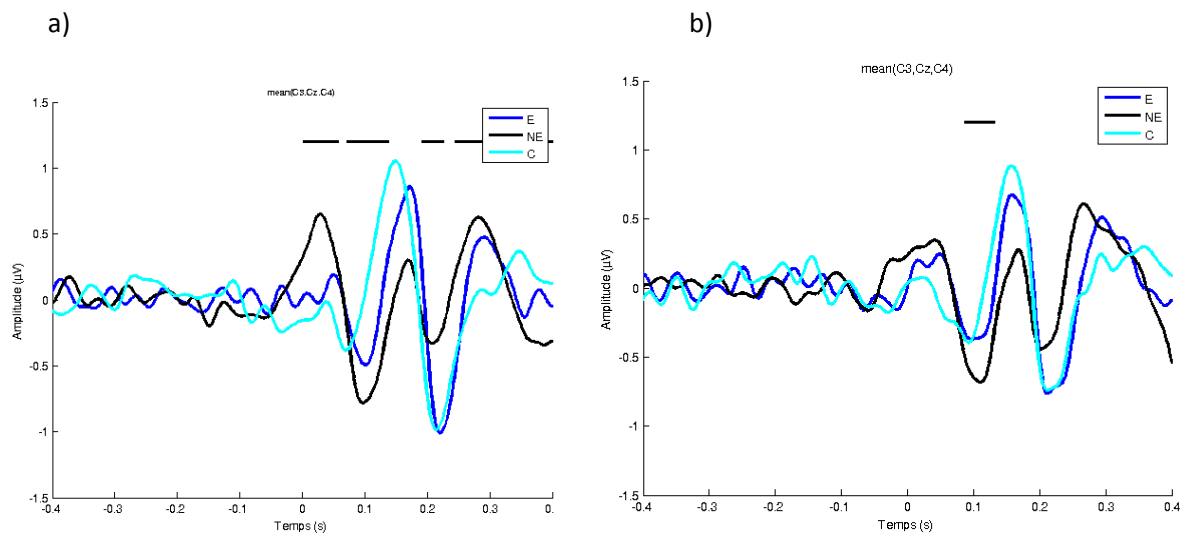 a)
mean(C3,Cz,C4)
E
NE
C
1.5
1
0.5
0
-0.5
-1
-1.5
Amplitude (µV)
-0.4
-0.3
-0.2
-0.1
0
0.1
0.2
0.3
0.
Temps (s)
b)
mean(C3,Cz,C4)
E
NE
C
1.5
1
0.5
0
-0.5
-1
-1.5
Amplitude (µV)
-0.4
-0.3
-0.2
-0.1
0
0.1
0.2
0.3
0.4
Temps (s)